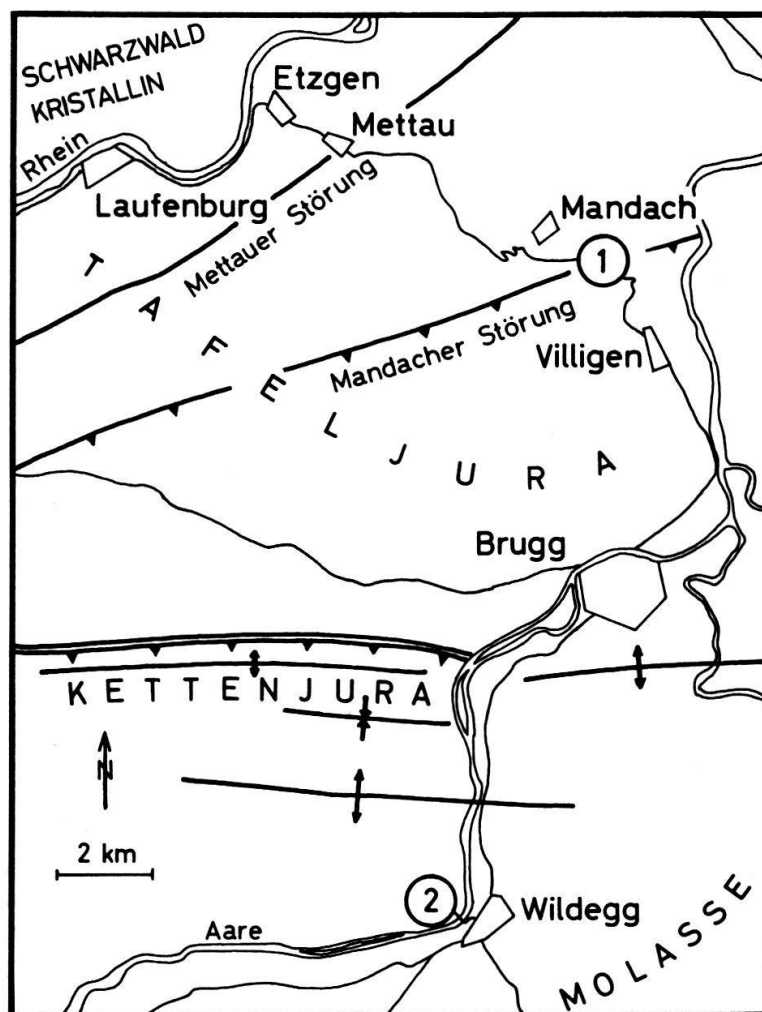 SCHWARZWALD
KRISTALLIN
Etzgen
Mettau
Rhein
Laufenburg
Mandach
Mettauer Störung
1
TAFELJURA
Mandacher Störung
Villigen
Brugg
KETTENJURA
N
2 km
2
Wildegg
Aare
MOLASSE